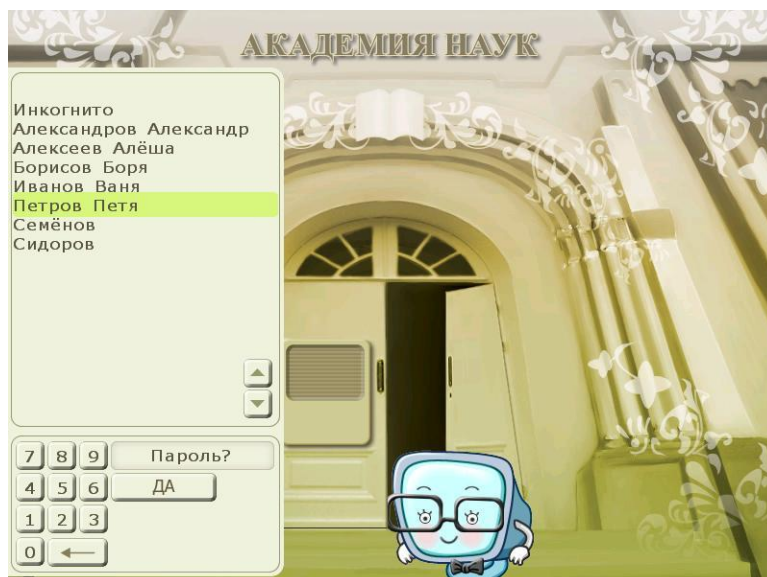 АКАДЕМИЯ НАУК
Инкогнито
Александров Александр
Алексеев Алёша
Борисов Боря
Иванов Ваня
Петров Петя
Семёнов
Сидоров
7 8 9 Пароль?
4 5 6 ДА
1 2 3
0